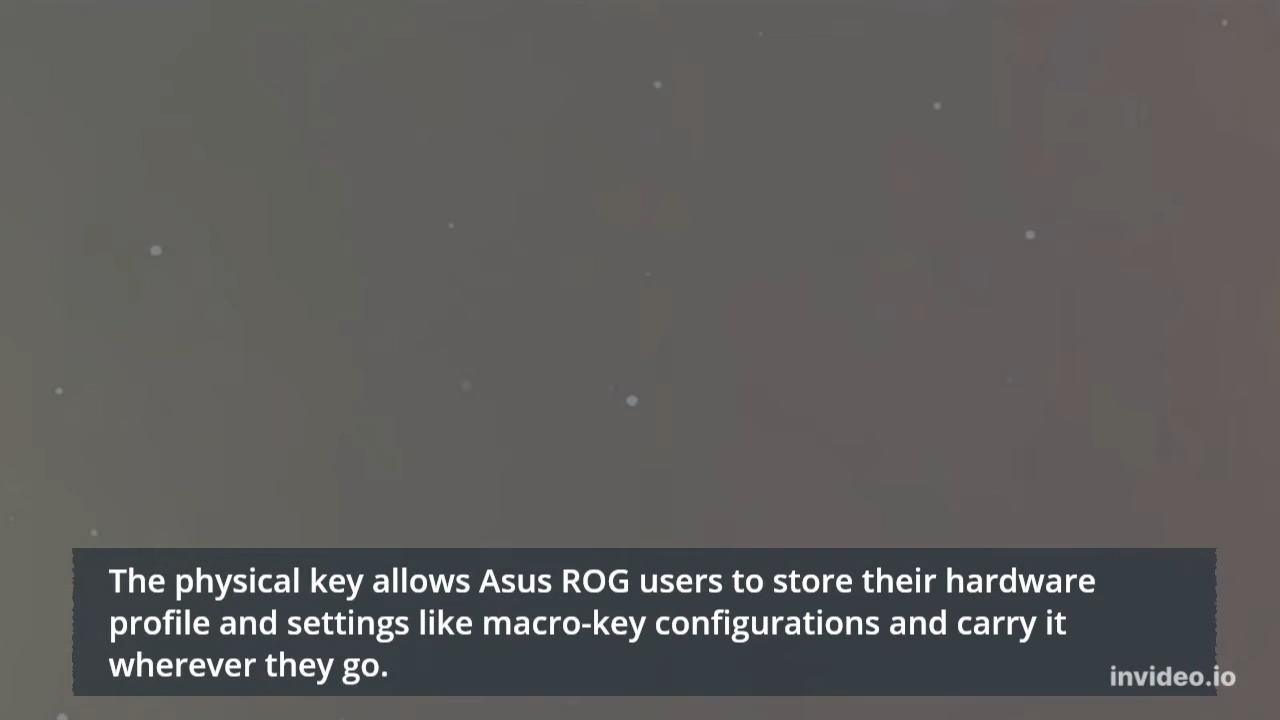 The physical key allows Asus ROG users to store their hardware
profile and settings like macro-key configurations and carry it
wherever they go.
invideo.io